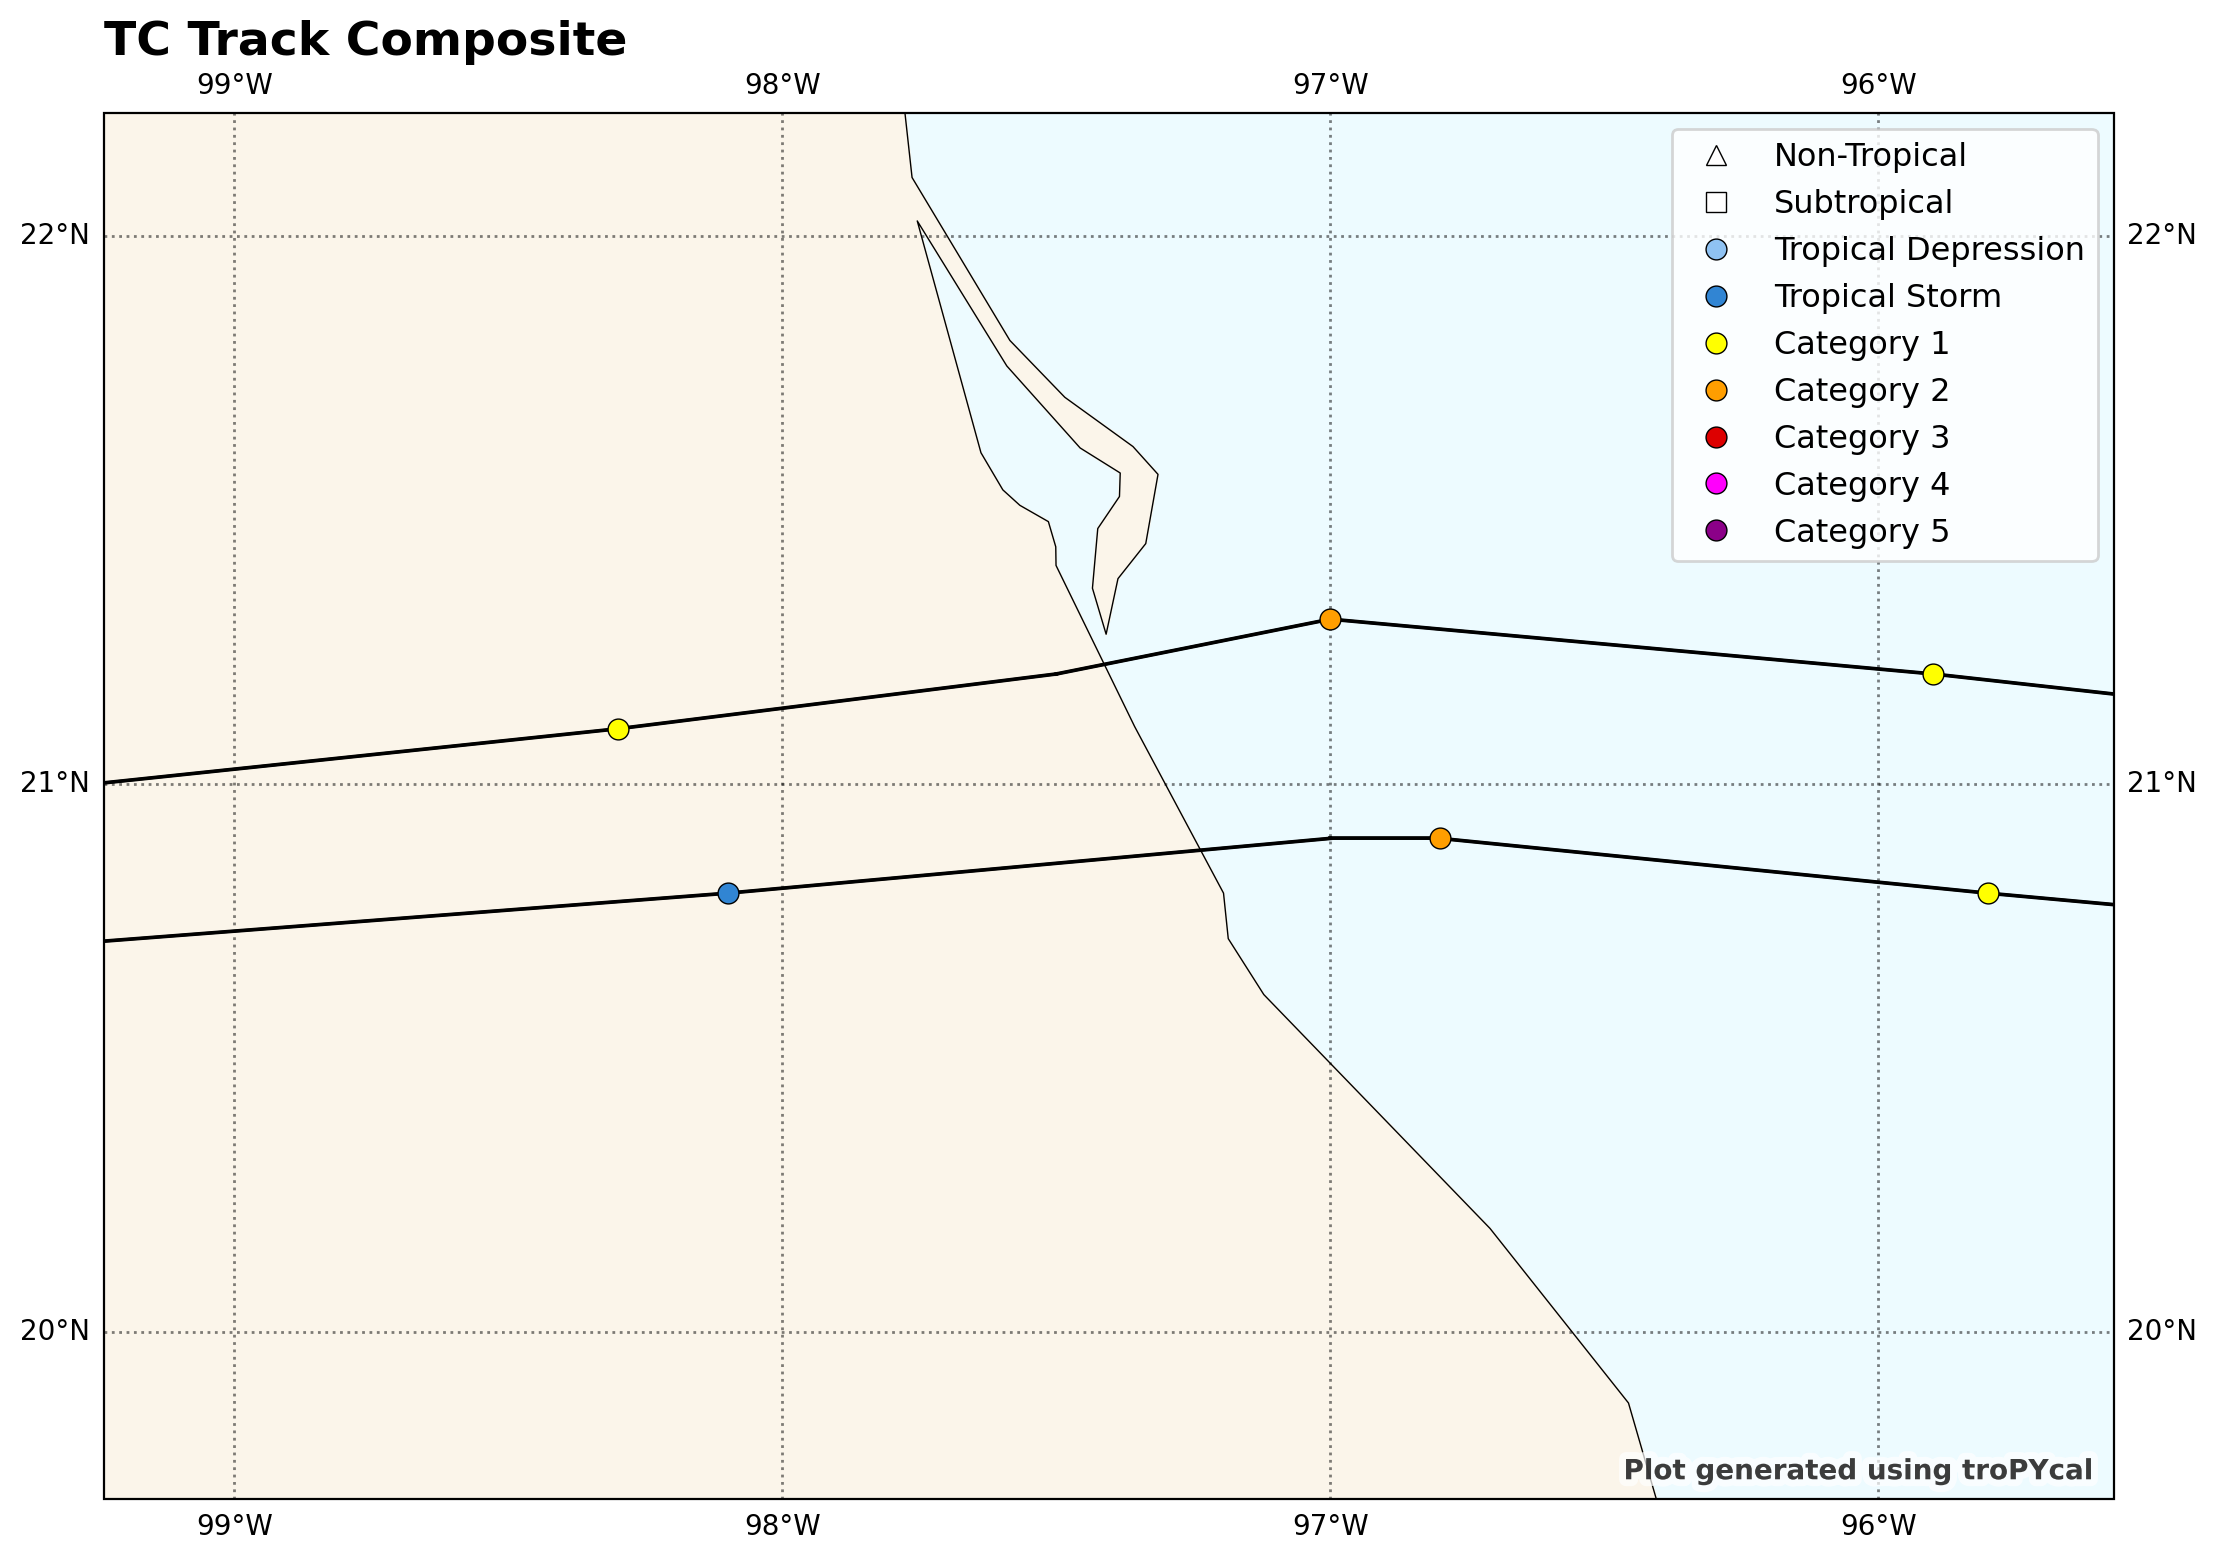 TC Track Composite
99°W 98°W 97°W 96°W
Non-Tropical
Subtropical
22°N 22°N
Tropical Depression
Tropical Storm
Category 1
Category 2
Category 3
Category 4
Category 5
21°N 21°N
20°N 20°N
Plot generated using troPYcal
99°W 98°W 97°W 96°W